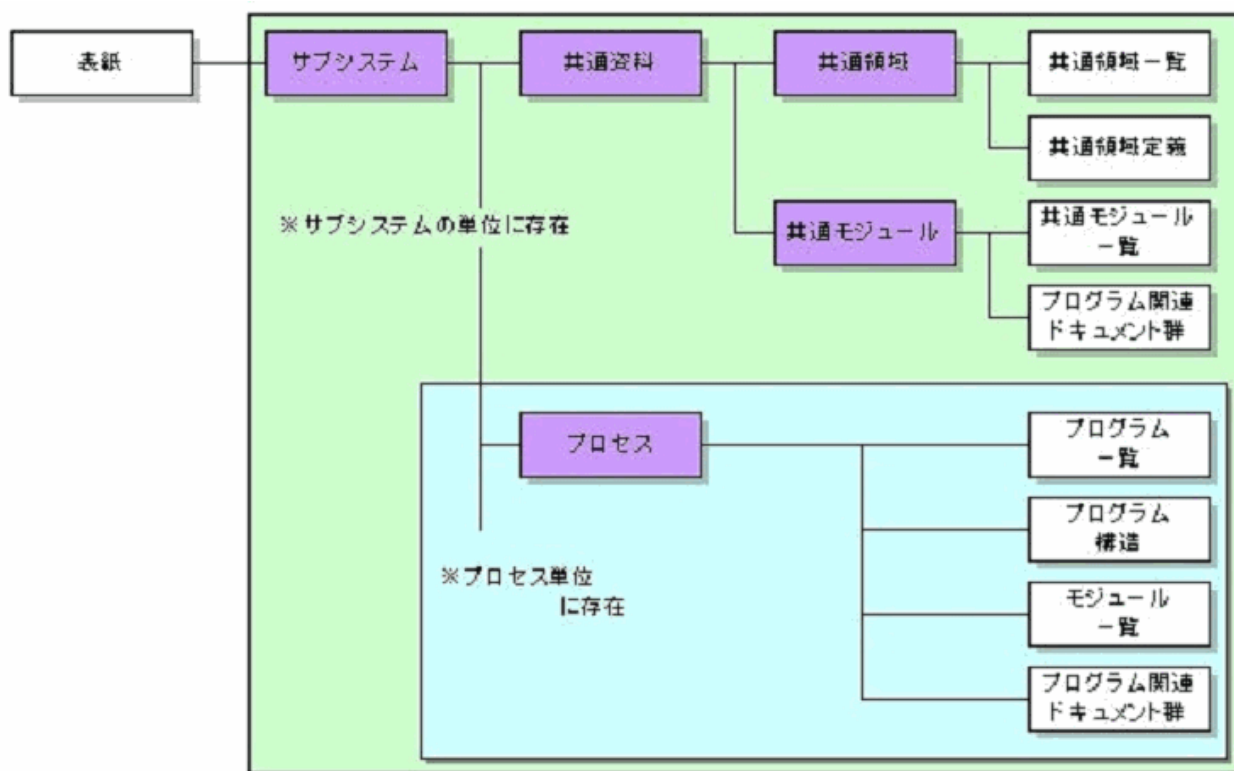 表紙
サブシステム
共通資料
共通領域
共通領域一覧
共通領域定義
※サブシステムの単位に存在
共通モジュール
共通モジュール
一覧
プログラム関連
ドキュメント群
プロセス
プログラム
一覧
プログラム
構造
※プロセス単位
に存在
モジュール
一覧
プログラム関連
ドキュメント群